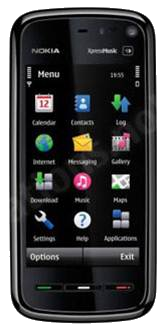 NOKIA XpressMusic
Menu 19:55
12
Calendar Contacts Log
Internet Messaging Gallery
Download Music Maps
Settings Help Applications
Options Exit